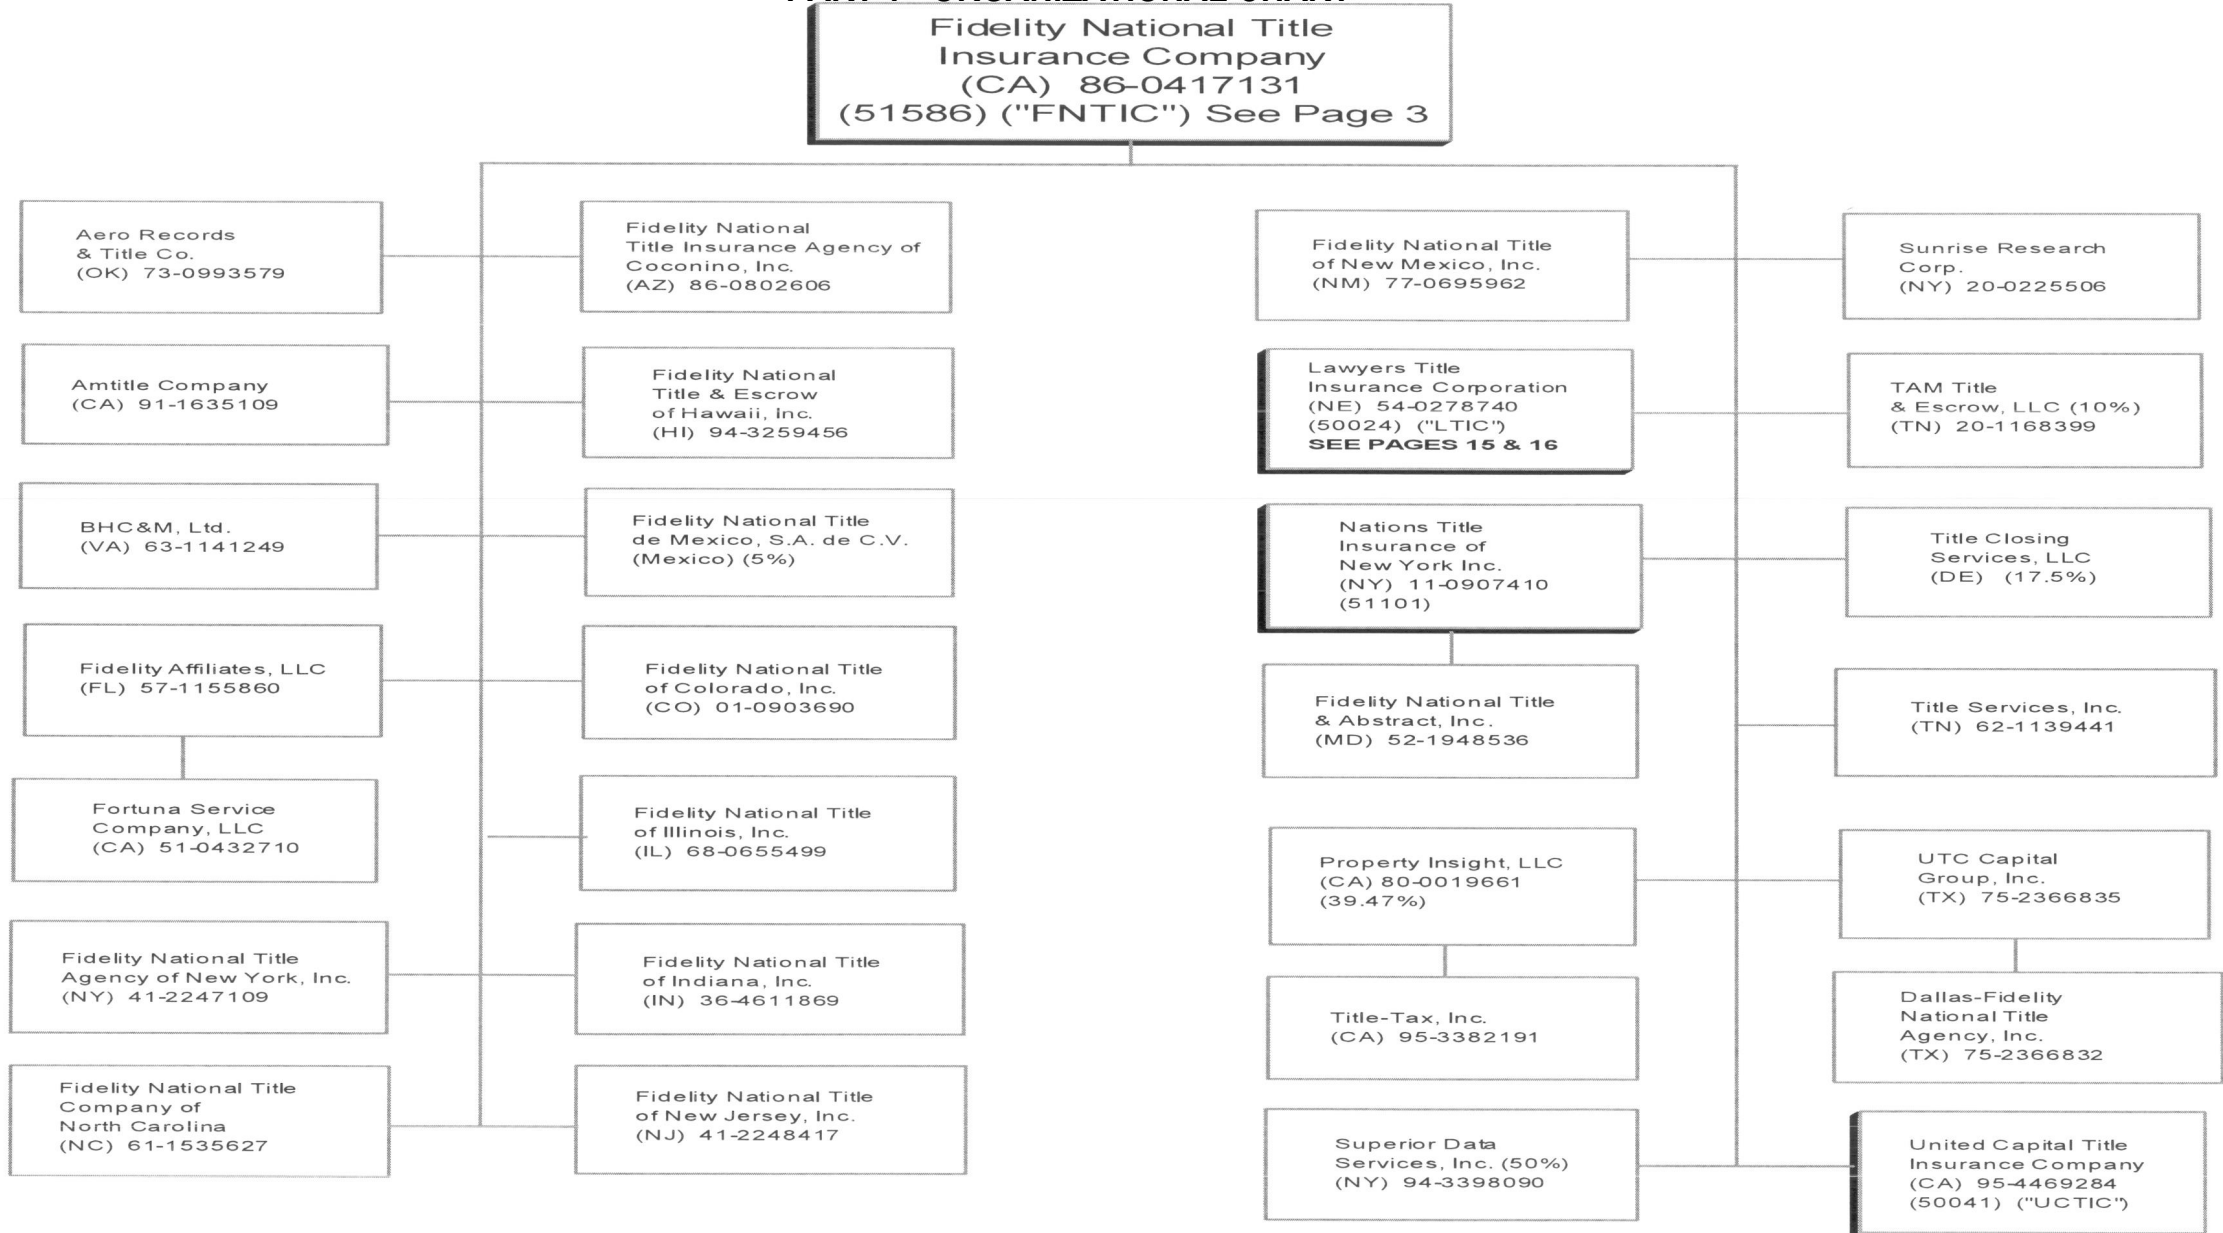 Fidelity National Title
Insurance Company
(CA) 86-0417131
(51586) ("FNTIC") See Page 3
Aero Records
& Title Co.
(OK) 73-0993579
Fidelity National
Title Insurance Agency of
Coconino, Inc.
(AZ) 86-0802606
Fidelity National Title
of New Mexico, Inc.
(NM) 77-0695962
Sunrise Research
Corp.
(NY) 20-0225506
Amtitle Company
(CA) 91-1635109
Fidelity National
Title & Escrow
of Hawaii, Inc.
(HI) 94-3259456
Lawyers Title
Insurance Corporation
(NE) 54-0278740
(50024) ("LTIC")
SEE PAGES 15 & 16
TAM Title
& Escrow, LLC (10%)
(TN) 20-1168399
BHC&M, Ltd.
(VA) 63-1141249
Fidelity National Title
de Mexico, S.A. de C.V.
(Mexico) (5%)
Nations Title
Insurance of
New York Inc.
(NY) 11-0907410
(51101)
Title Closing
Services, LLC
(DE) (17.5%)
Fidelity Affiliates, LLC
(FL) 57-1155860
Fidelity National Title
of Colorado, Inc.
(CO) 01-0903690
Fidelity National Title
& Abstract, Inc.
(MD) 52-1948536
Title Services, Inc.
(TN) 62-1139441
Fortuna Service
Company, LLC
(CA) 51-0432710
Fidelity National Title
of Illinois, Inc.
(IL) 68-0655499
Property Insight, LLC
(CA) 80-0019661
(39.47%)
UTC Capital
Group, Inc.
(TX) 75-2366835
Fidelity National Title
Agency of New York, Inc.
(NY) 41-2247109
Fidelity National Title
of Indiana, Inc.
(IN) 36-4611869
Title-Tax, Inc.
(CA) 95-3382191
Dallas-Fidelity
National Title
Agency, Inc.
(TX) 75-2366832
Fidelity National Title
Company of
North Carolina
(NC) 61-1535627
Fidelity National Title
of New Jersey, Inc.
(NJ) 41-2248417
Superior Data
Services, Inc. (50%)
(NY) 94-3398090
United Capital Title
Insurance Company
(CA) 95-4469284
(50041) ("UCTIC")